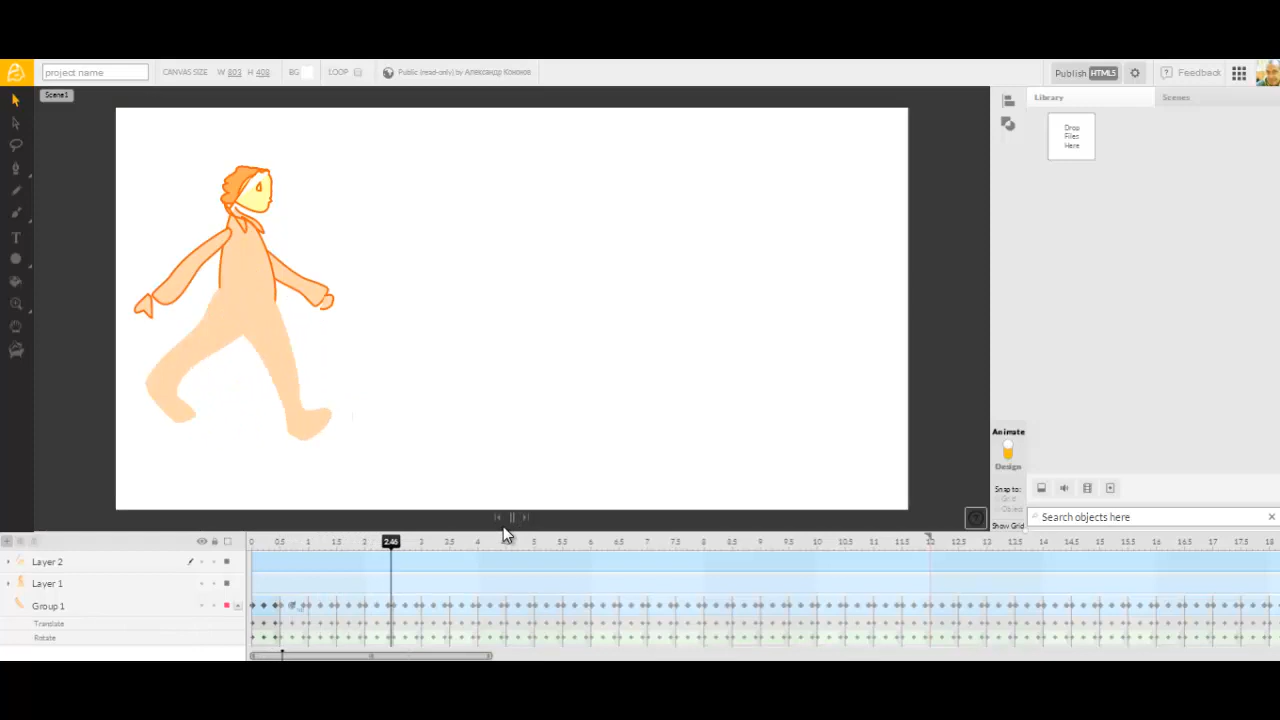 project name
CANVAS SIZE W 803 H 408 BG LOOP Public (read-only) by Александр Кононов
Publish HTML5 ? Feedback
Scene1
Library Scenes
Drop
Files
Here
T
Animate
Design
Snap to:
Grid
Object
Show Grid
Search objects here ×
0 0.5 1 1.5 2 2.46 3 3.5 4 5 5.5 6 6.5 7 7.5 8 8.5 9 9.5 10 10.5 11 11.5 12 12.5 13 13.5 14 14.5 15 15.5 16 16.5 17 17.5 18
Layer 2
Layer 1
Group 1
Translate
Rotate